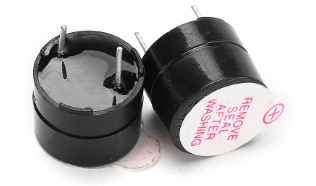 REMOVE
SEAL
AFTER
WASHING
+